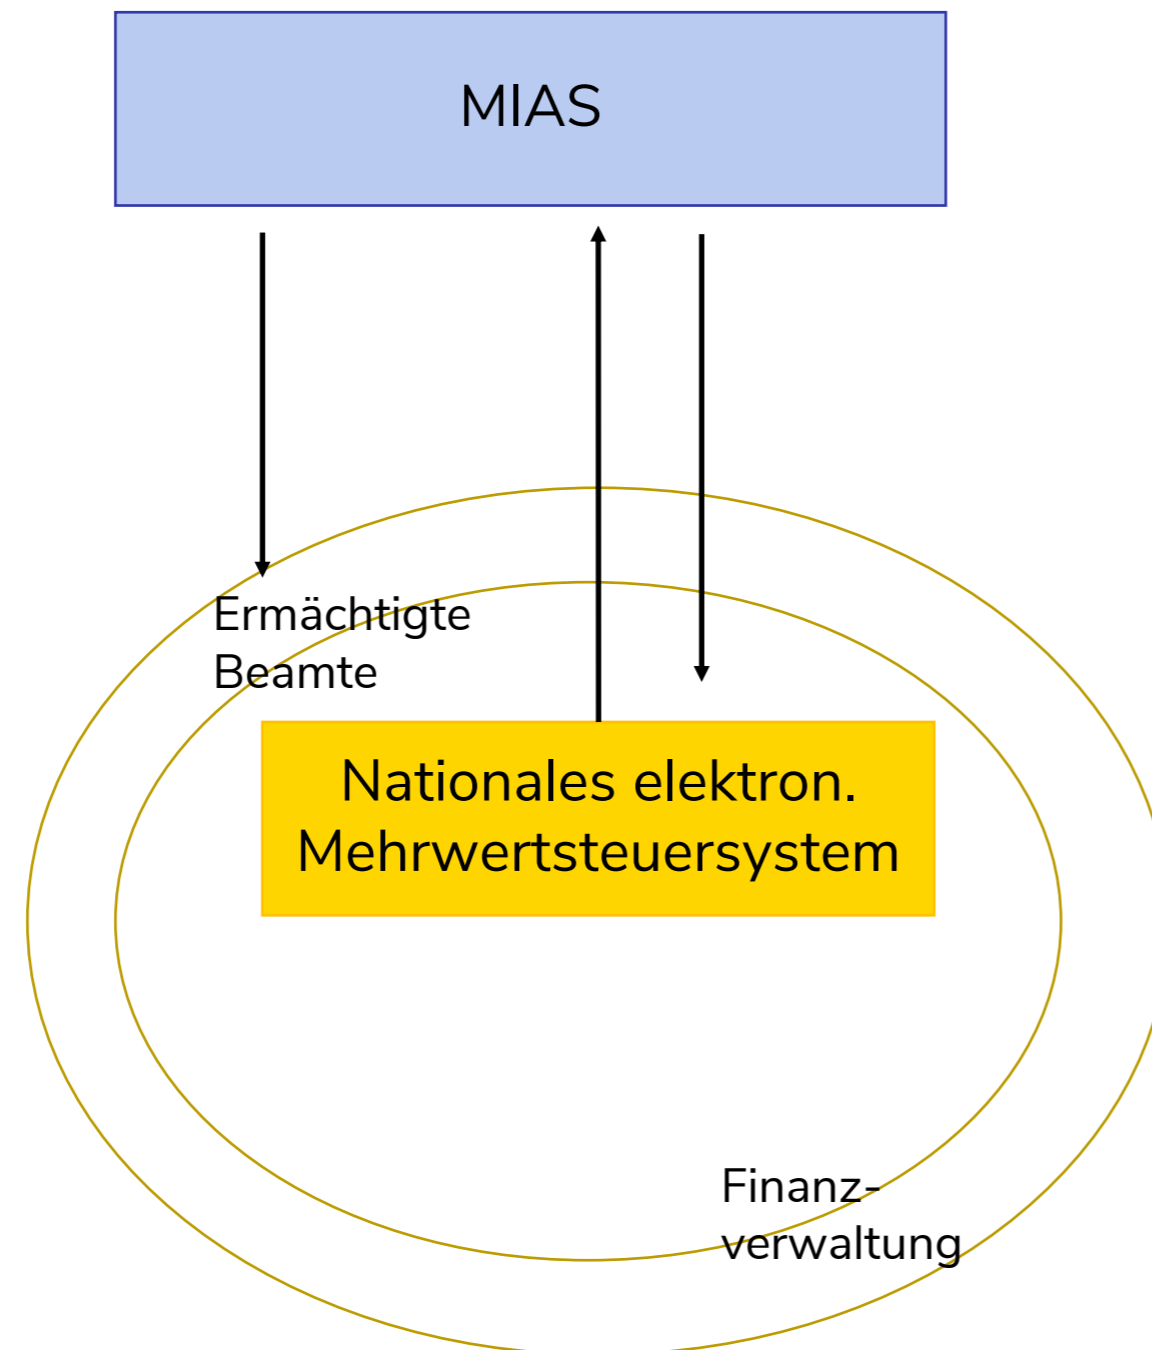 MIAS
Ermächtigte
Beamte
Nationales elektron.
Mehrwertsteuersystem
Finanz-
verwaltung